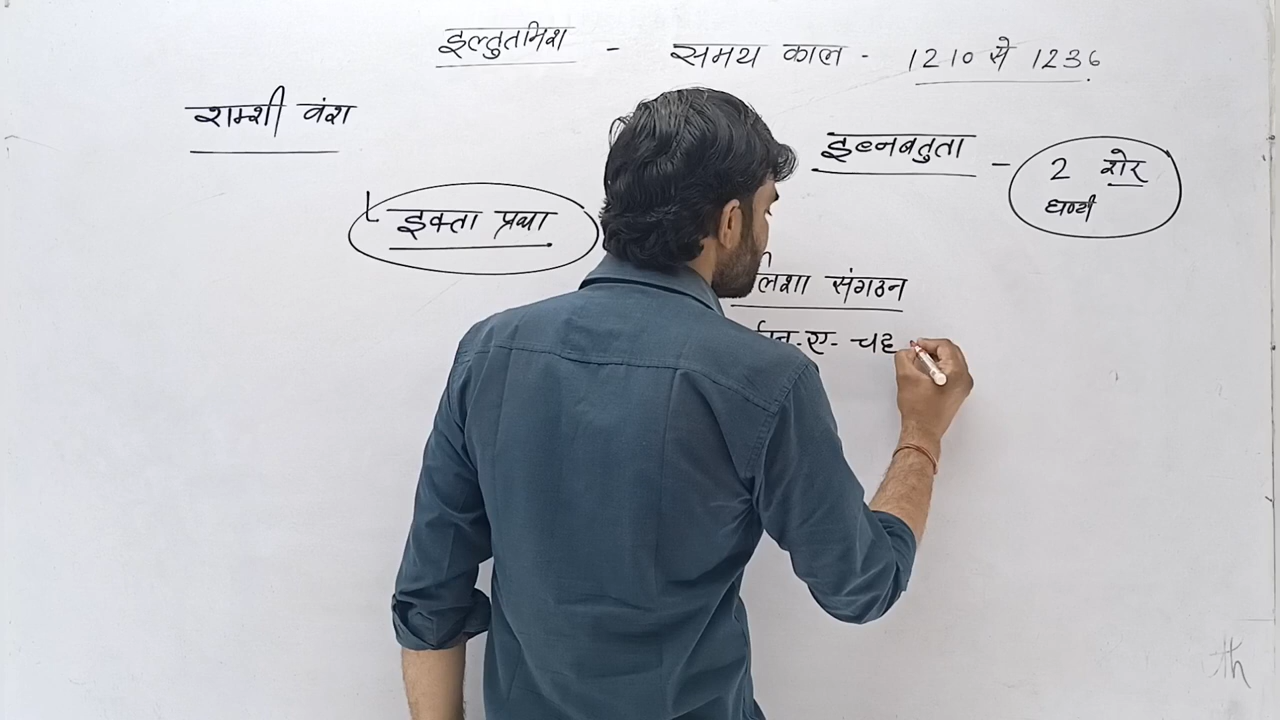 इल्तुतमिश - समय काल - 1210 से 1236
शम्शी वंश
इब्नबतुता - 2 शेर
घण्टी
इक्ता प्रथा
लिशा संगठन